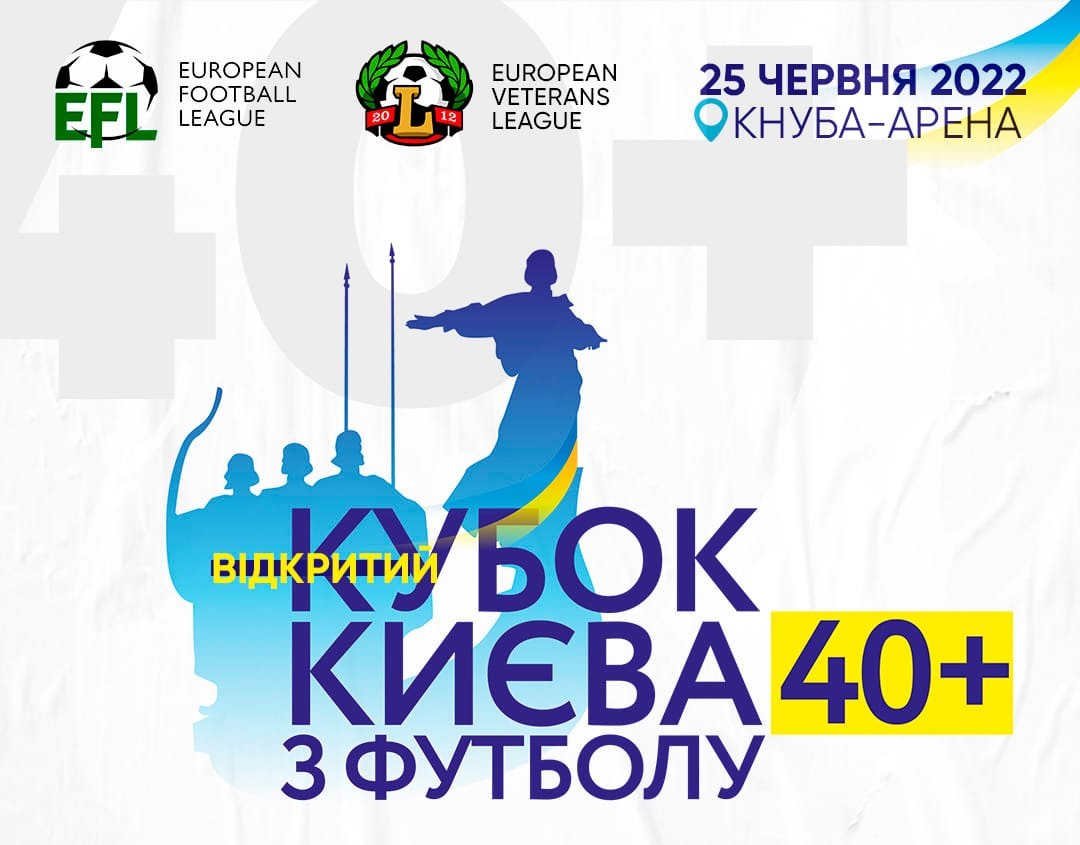 40+
EFL
EUROPEAN
FOOTBALL
LEAGUE
20 L 12
EUROPEAN
VETERANS
LEAGUE
25 ЧЕРВНЯ 2022
КНУБА-АРЕНА
ВІДКРИТИЙ
КУБОК
КИЄВА 40+
З ФУТБОЛУ